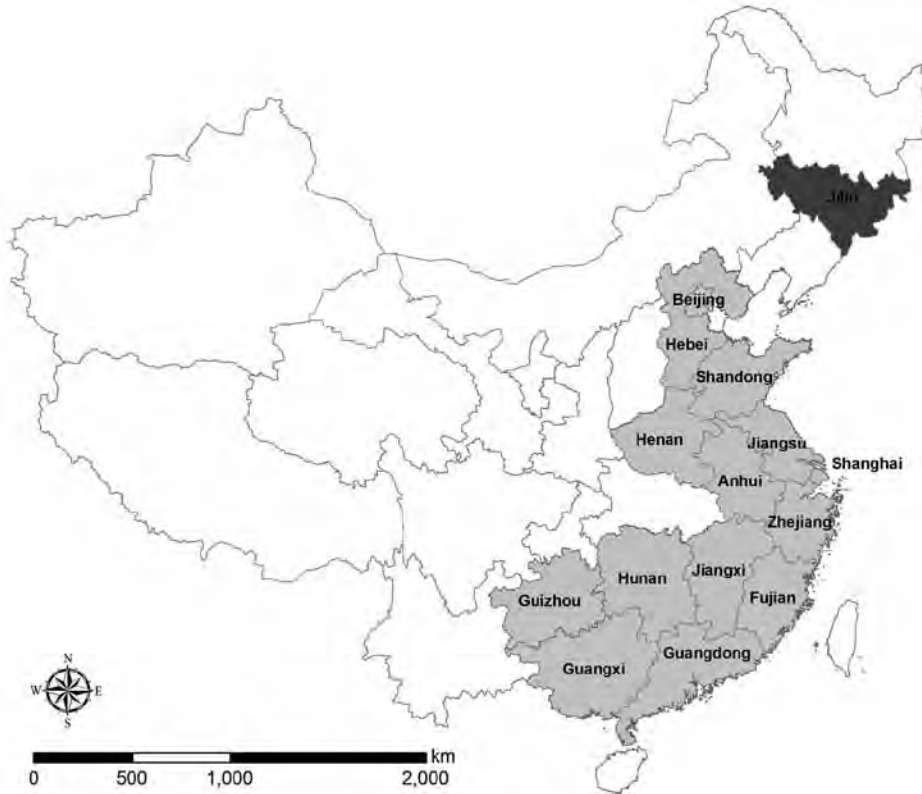 Jilin
Beijing
Hebei
Shandong
Henan
Jiangsu
Shanghai
Anhui
Zhejiang
Hunan
Jiangxi
Guizhou
Fujian
Guangdong
Guangxi
N
W E
S
km
0 500 1,000 2,000